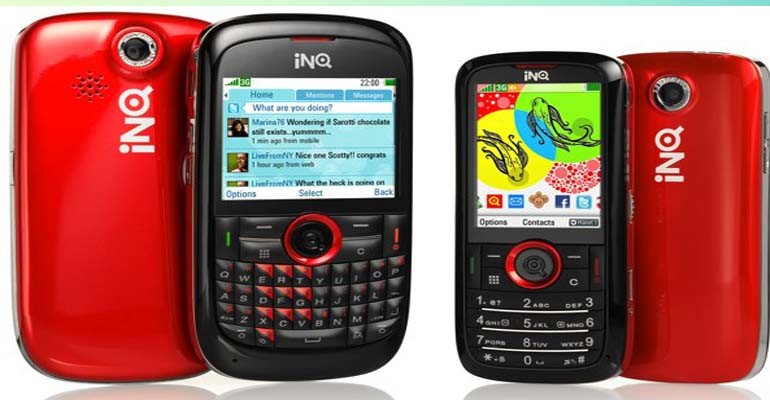 iNQ
iNQ
3G
22:00
Home
Mentions
Messages
What are you doing?
Marina76 Wondering if Sarotti chocolate
still exists...yummmm...
1 min ago from mobile
LiveFromNY Nice one Scotty!! congrats
1 hour ago from web
LiveFromNY What the heck is going on
Options
Select
Back
C
Q W E R T Y U I O P
A S D F G H J K L
Z X C V B N M
iNQ
3G
Options
Contacts
C
1. @?
2 ABC
DEF 3
4 GHI
5 JKL
MNO 6
7 PQRS
8 TUV
WXYZ 9
*
0
#
iNQ